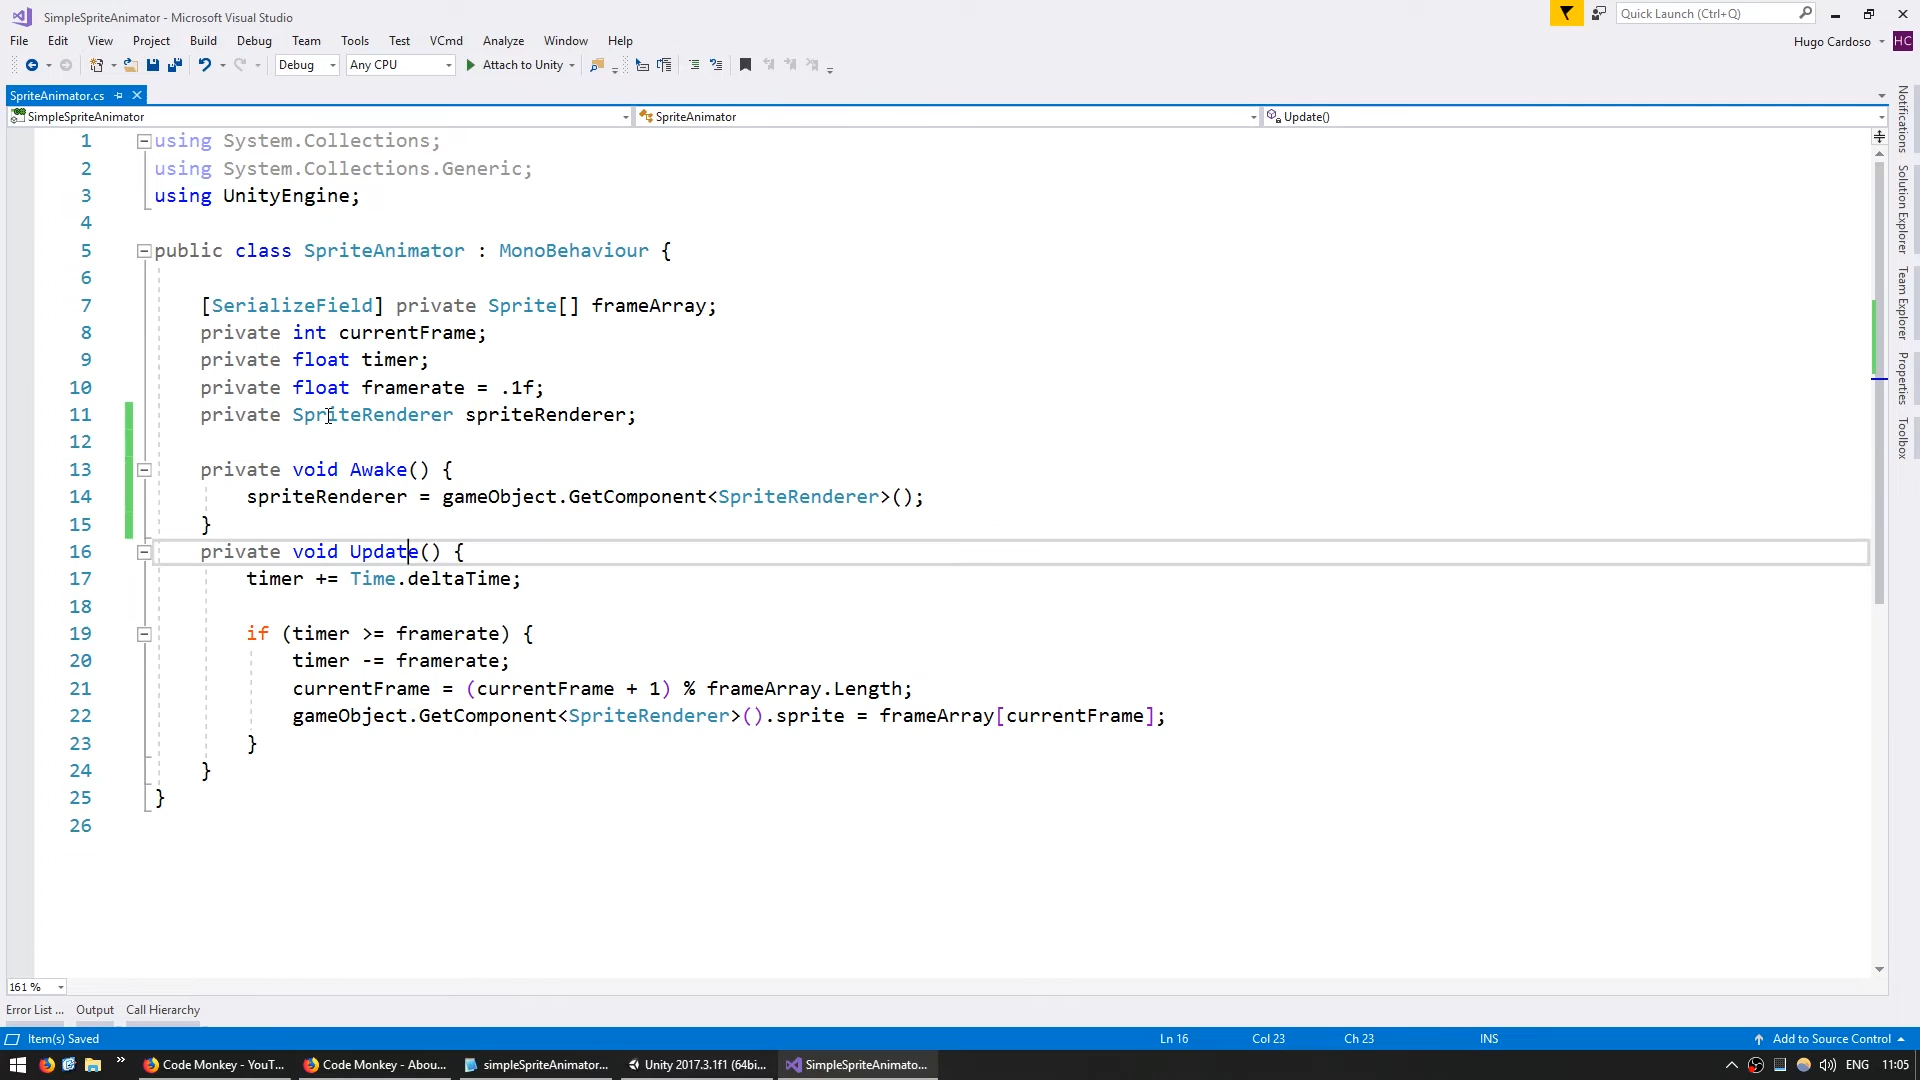 SimpleSpriteAnimator - Microsoft Visual Studio
Quick Launch (Ctrl+Q)
File Edit View Project Build Debug Team Tools Test VCmd Analyze Window Help
Hugo Cardoso HC
Debug Any CPU Attach to Unity
SpriteAnimator.cs
SimpleSpriteAnimator SpriteAnimator Update()
1 using System.Collections;
2 using System.Collections.Generic;
3 using UnityEngine;
4
5 public class SpriteAnimator : MonoBehaviour {
6
7 [SerializeField] private Sprite[] frameArray;
8 private int currentFrame;
9 private float timer;
10 private float framerate = .1f;
11 private SpriteRenderer spriteRenderer;
12
13 private void Awake() {
14 spriteRenderer = gameObject.GetComponent<SpriteRenderer>();
15 }
16 private void Update() {
17 timer += Time.deltaTime;
18
19 if (timer >= framerate) {
20 timer -= framerate;
21 currentFrame = (currentFrame + 1) % frameArray.Length;
22 gameObject.GetComponent<SpriteRenderer>().sprite = frameArray[currentFrame];
23 }
24 }
25 }
26
Notifications
Solution Explorer
Team Explorer
Properties
Toolbox
161 %
Error List ... Output Call Hierarchy
Item(s) Saved Ln 16 Col 23 Ch 23 INS Add to Source Control
Code Monkey - YouT... Code Monkey - Abou... simpleSpriteAnimator... Unity 2017.3.1f1 (64bi... SimpleSpriteAnimato... ENG 11:05